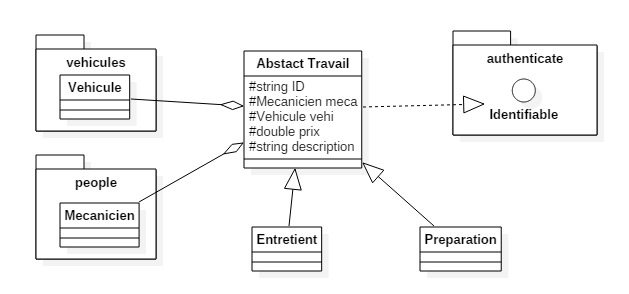 vehicules
Vehicule
Abstact Travail
#string ID
#Mecanicien meca
#Vehicule vehi
#double prix
#string description
authenticate
Identifiable
people
Mecanicien
Entretient
Preparation